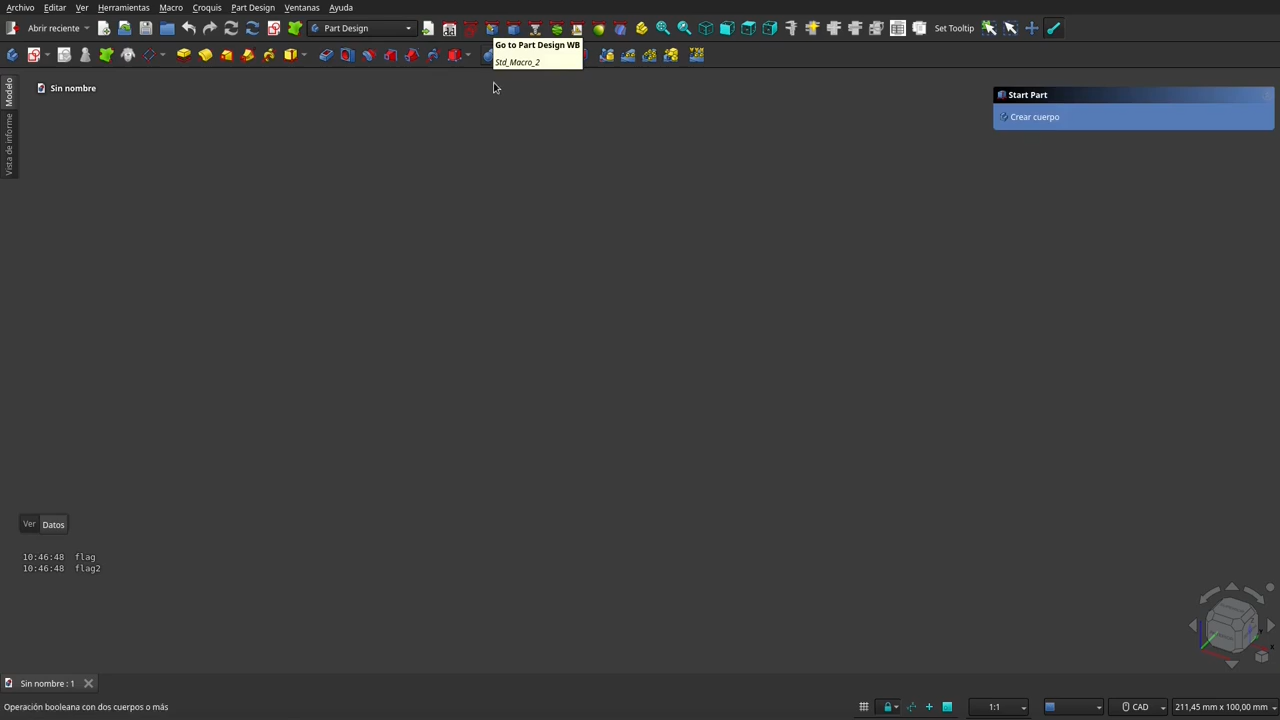 Archivo Editar Ver Herramientas Macro Croquis Part Design Ventanas Ayuda
Abrir reciente Part Design Set Tooltip
Go to Part Design WB
Std_Macro_2
Modelo
Vista de informe
Sin nombre
Start Part
Crear cuerpo
Ver Datos
10:46:48 flag
10:46:48 flag2
Sin nombre : 1
Operación booleana con dos cuerpos o más
1:1 CAD 211,45 mm x 100,00 mm